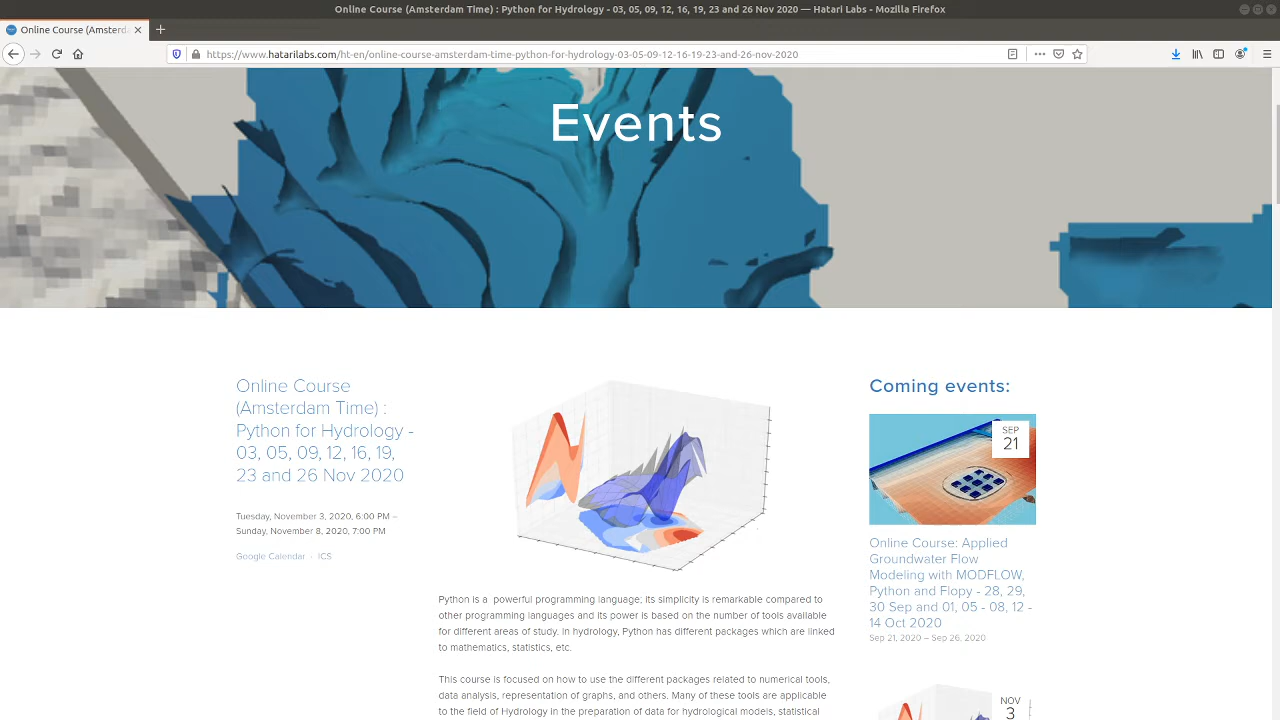 Online Course (Amsterdam Time) : Python for Hydrology - 03, 05, 09, 12, 16, 19, 23 and 26 Nov 2020 — Hatari Labs - Mozilla Firefox
Online Course (Amsterda
https://www.hatarilabs.com/ht-en/online-course-amsterdam-time-python-for-hydrology-03-05-09-12-16-19-23-and-26-nov-2020
Events
Online Course
(Amsterdam Time) :
Python for Hydrology -
03, 05, 09, 12, 16, 19,
23 and 26 Nov 2020
Tuesday, November 3, 2020, 6:00 PM –
Sunday, November 8, 2020, 7:00 PM
Google Calendar · ICS
Python is a powerful programming language; its simplicity is remarkable compared to
other programming languages and its power is based on the number of tools available
for different areas of study. In hydrology, Python has different packages which are linked
to mathematics, statistics, etc.
This course is focused on how to use the different packages related to numerical tools,
data analysis, representation of graphs, and others. Many of these tools are applicable
to the field of Hydrology in the preparation of data for hydrological models, statistical
Coming events:
SEP
21
Online Course: Applied
Groundwater Flow
Modeling with MODFLOW,
Python and Flopy - 28, 29,
30 Sep and 01, 05 - 08, 12 -
14 Oct 2020
Sep 21, 2020 – Sep 26, 2020
NOV
3